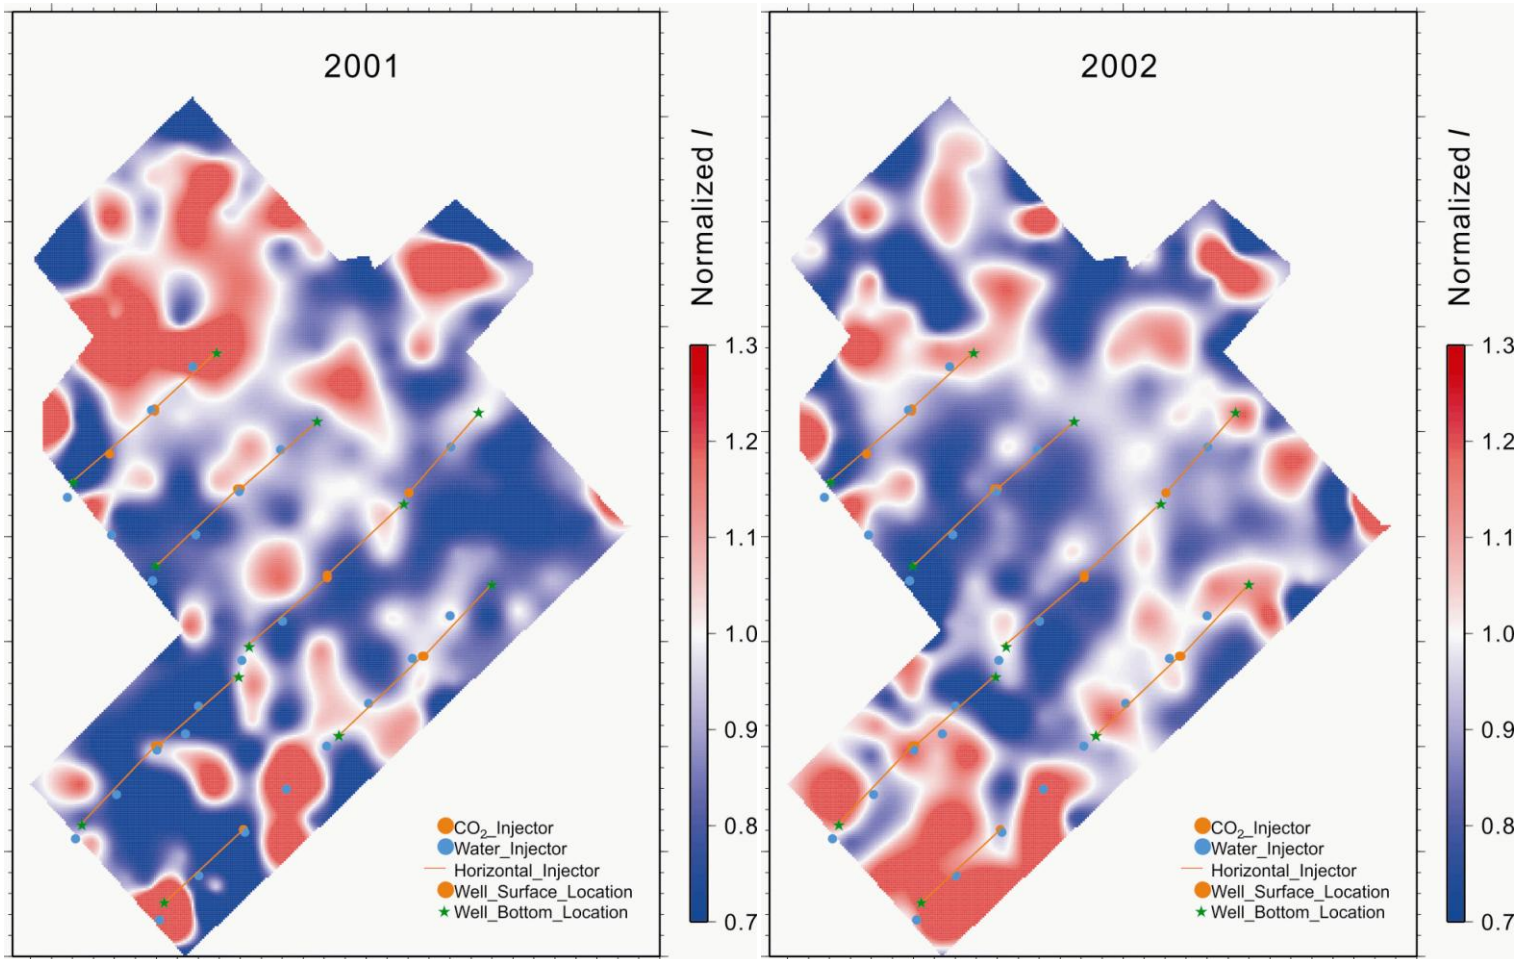 2001
Normalized I
1.3
1.2
1.1
1.0
0.9
0.8
0.7
CO₂_Injector
Water_Injector
Horizontal_Injector
Well_Surface_Location
Well_Bottom_Location
2002
Normalized I
1.3
1.2
1.1
1.0
0.9
0.8
0.7
CO₂_Injector
Water_Injector
Horizontal_Injector
Well_Surface_Location
Well_Bottom_Location